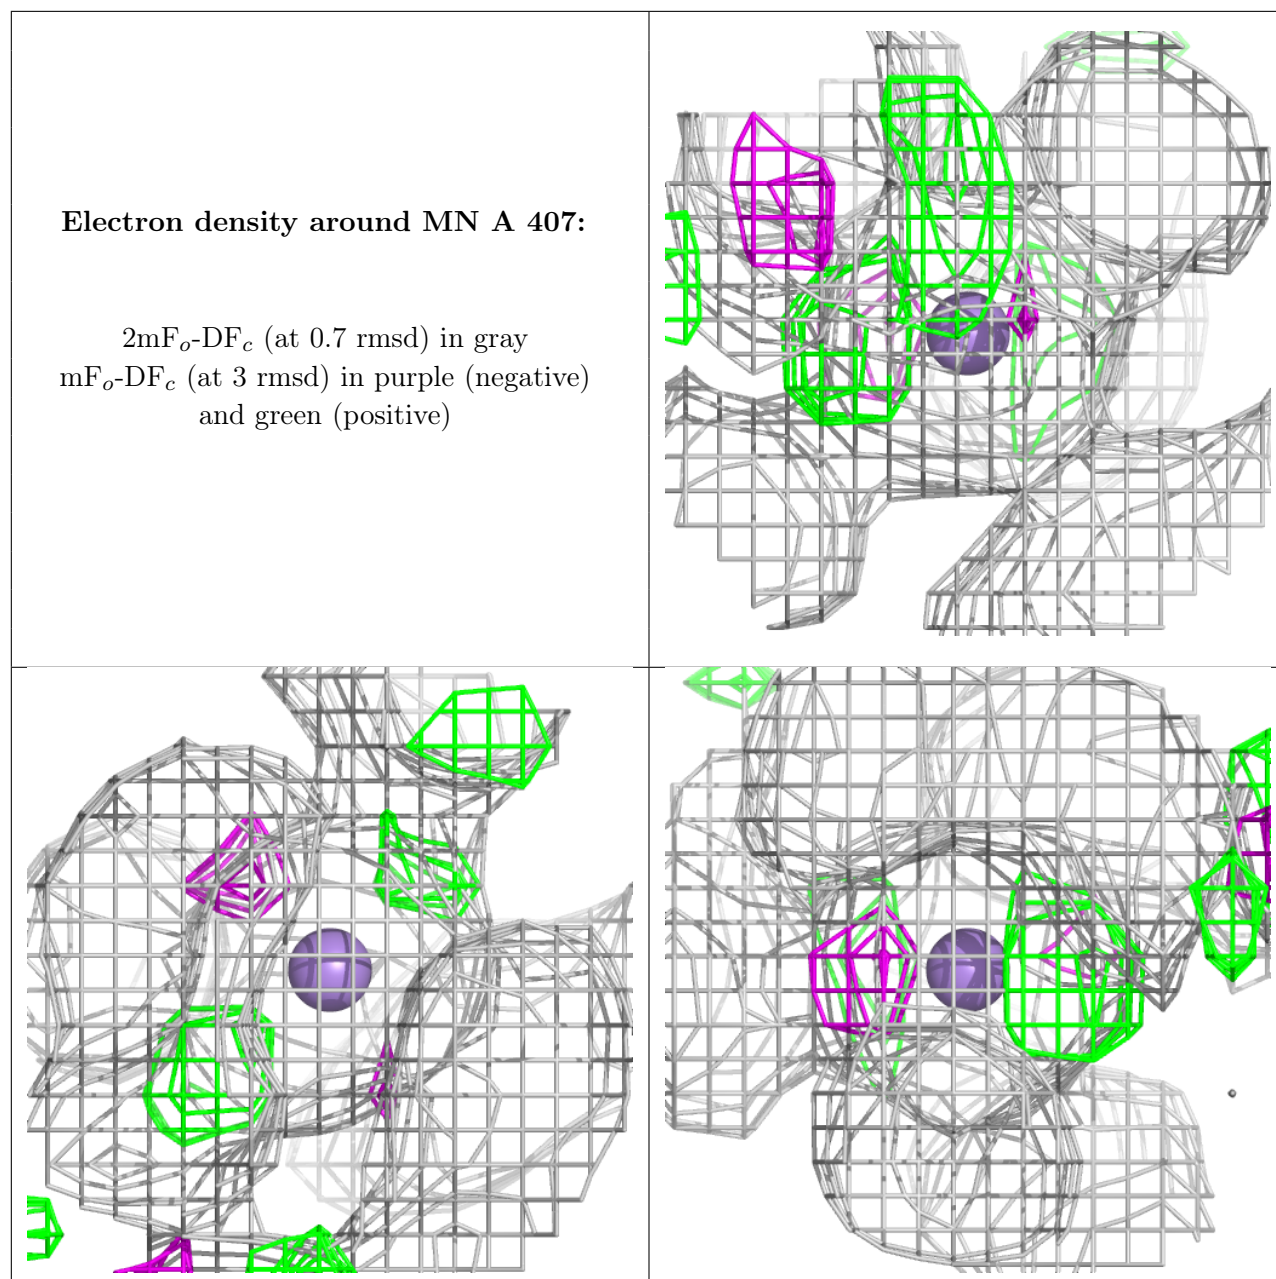 Electron density around MN A 407:
2mFo-DFc (at 0.7 rmsd) in gray
mFo-DFc (at 3 rmsd) in purple (negative)
and green (positive)